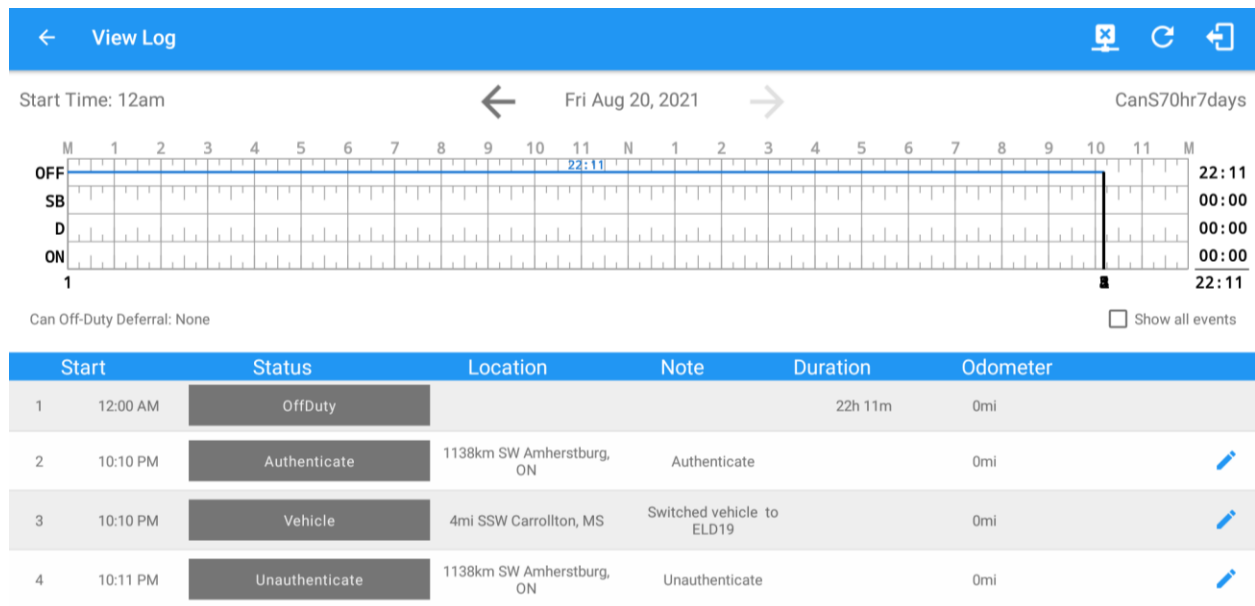 View Log
Start Time: 12am Fri Aug 20, 2021 CanS70hr7days
M 1 2 3 4 5 6 7 8 9 10 11 N 1 2 3 4 5 6 7 8 9 10 11 M
OFF 22:11 22:11
SB 00:00
D 00:00
ON 00:00
1 22:11
Can Off-Duty Deferral: None Show all events
Start Status Location Note Duration Odometer
1 12:00 AM OffDuty 22h 11m 0mi
2 10:10 PM Authenticate 1138km SW Amherstburg, ON Authenticate 0mi
3 10:10 PM Vehicle 4mi SSW Carrollton, MS Switched vehicle to ELD19 0mi
4 10:11 PM Unauthenticate 1138km SW Amherstburg, ON Unauthenticate 0mi